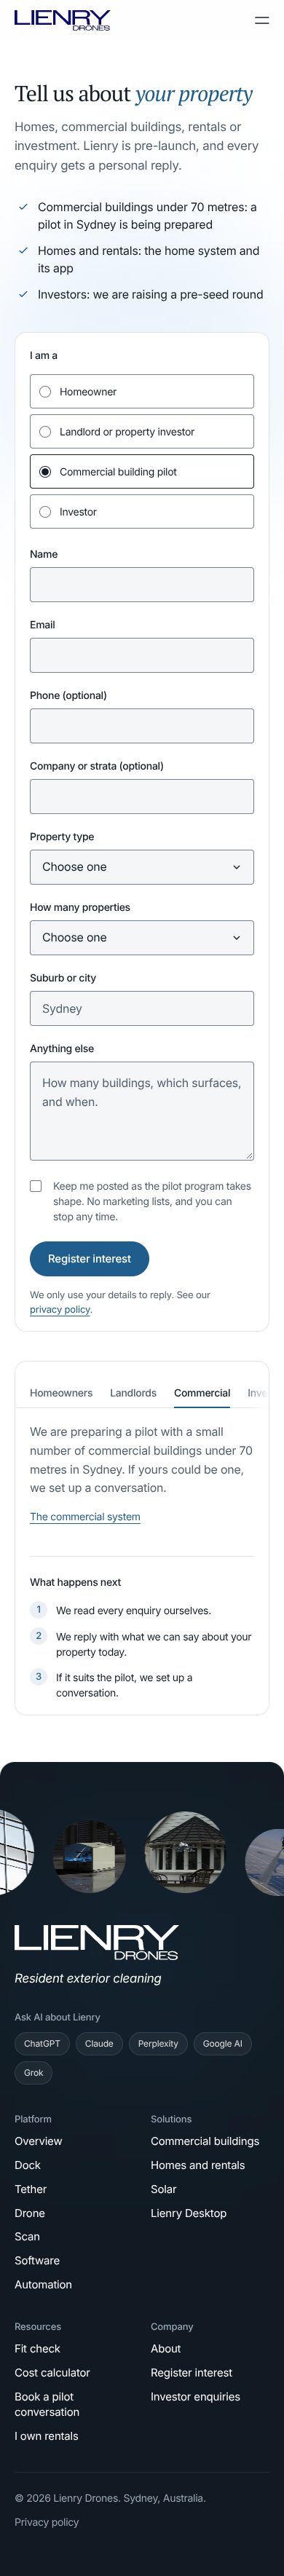 LIENRY
DRONES
Tell us about your property
Homes, commercial buildings, rentals or
investment. Lienry is pre-launch, and every
enquiry gets a personal reply.
Commercial buildings under 70 metres: a
pilot in Sydney is being prepared
Homes and rentals: the home system and
its app
Investors: we are raising a pre-seed round
I am a
Homeowner
Landlord or property investor
Commercial building pilot
Investor
Name
Email
Phone (optional)
Company or strata (optional)
Property type
Choose one
How many properties
Choose one
Suburb or city
Sydney
Anything else
How many buildings, which surfaces,
and when.
Keep me posted as the pilot program takes
shape. No marketing lists, and you can
stop any time.
Register interest
We only use your details to reply. See our
privacy policy.
Homeowners Landlords Commercial Inve
We are preparing a pilot with a small
number of commercial buildings under 70
metres in Sydney. If yours could be one,
we set up a conversation.
The commercial system
What happens next
1 We read every enquiry ourselves.
2 We reply with what we can say about your
property today.
3 If it suits the pilot, we set up a
conversation.
LIENRY
DRONES
Resident exterior cleaning
Ask AI about Lienry
ChatGPT Claude Perplexity Google AI
Grok
Platform
Overview
Dock
Tether
Drone
Scan
Software
Automation
Solutions
Commercial buildings
Homes and rentals
Solar
Lienry Desktop
Resources
Fit check
Cost calculator
Book a pilot
conversation
I own rentals
Company
About
Register interest
Investor enquiries
© 2026 Lienry Drones. Sydney, Australia.
Privacy policy